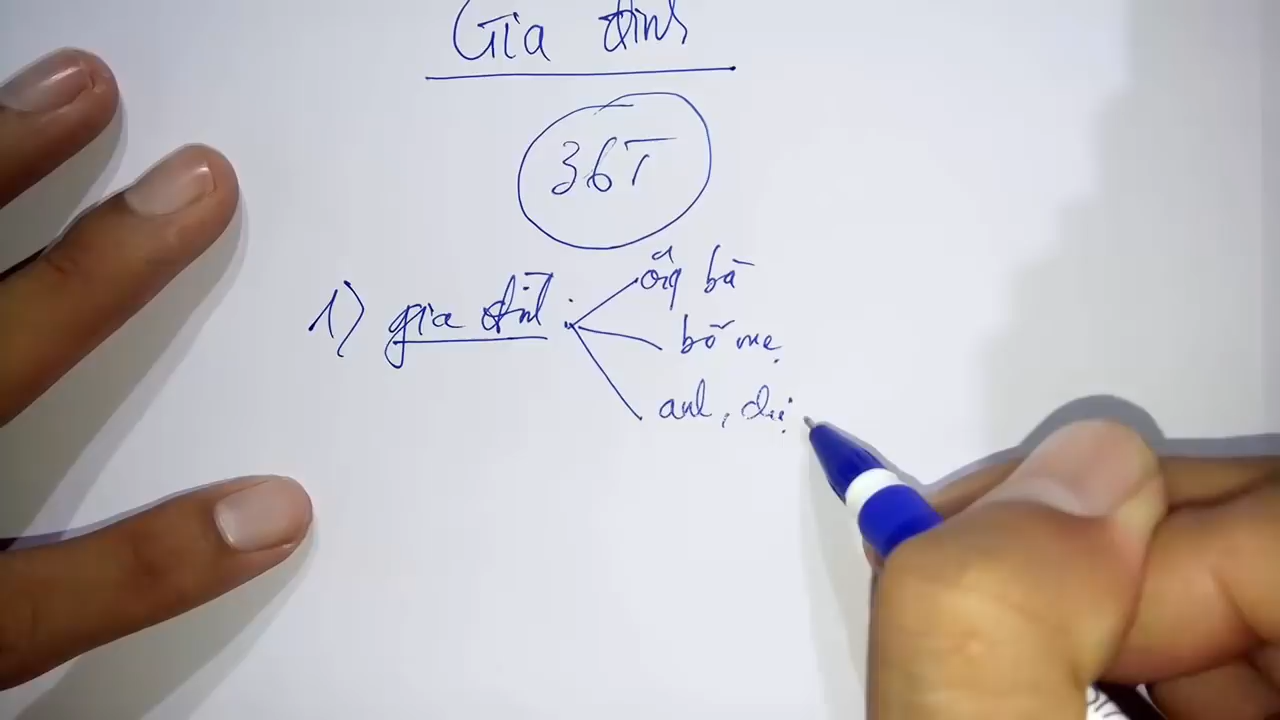 Gia đình
36T
1) gia đình:
ông bà
bố mẹ
anh, chị